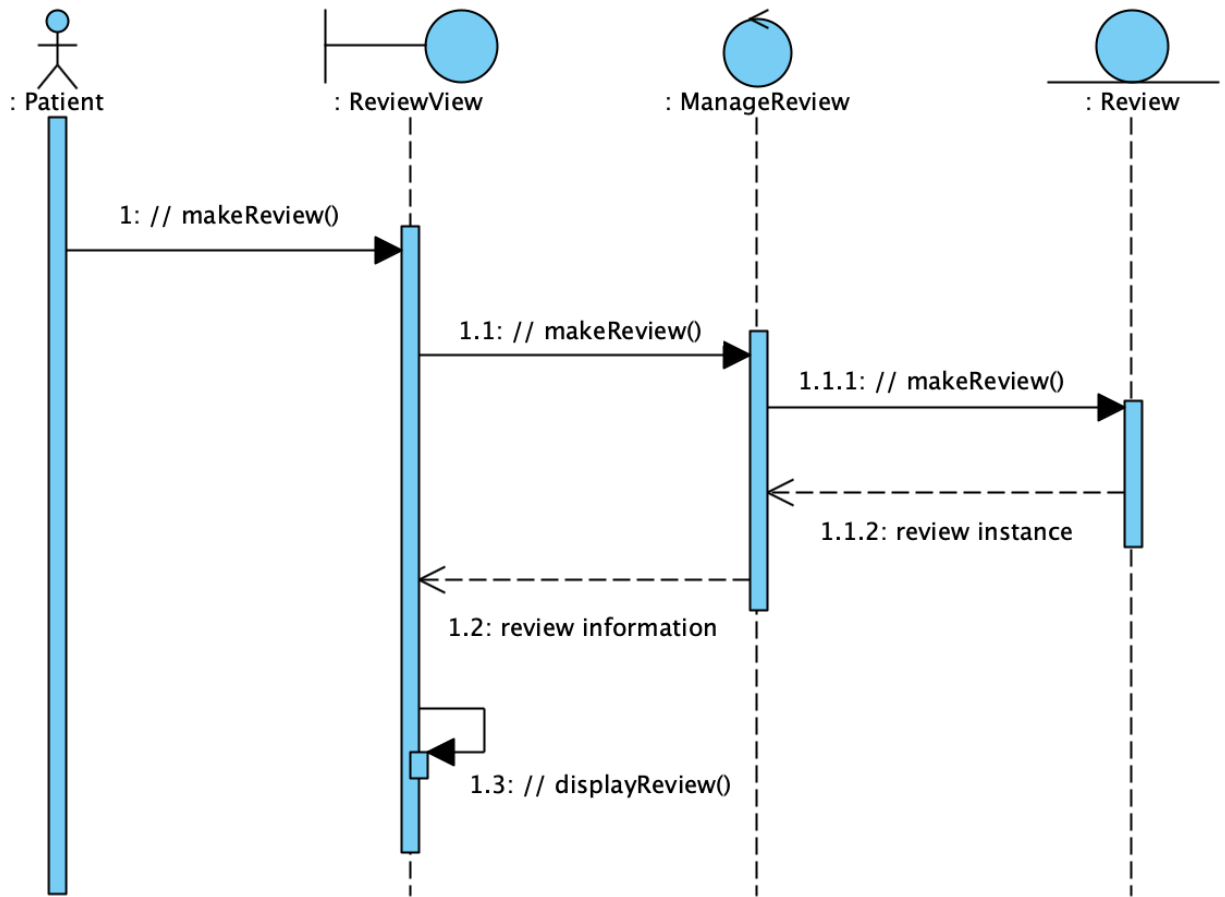 : Patient
: ReviewView
: ManageReview
: Review
1: // makeReview()
1.1: // makeReview()
1.1.1: // makeReview()
1.1.2: review instance
1.2: review information
1.3: // displayReview()